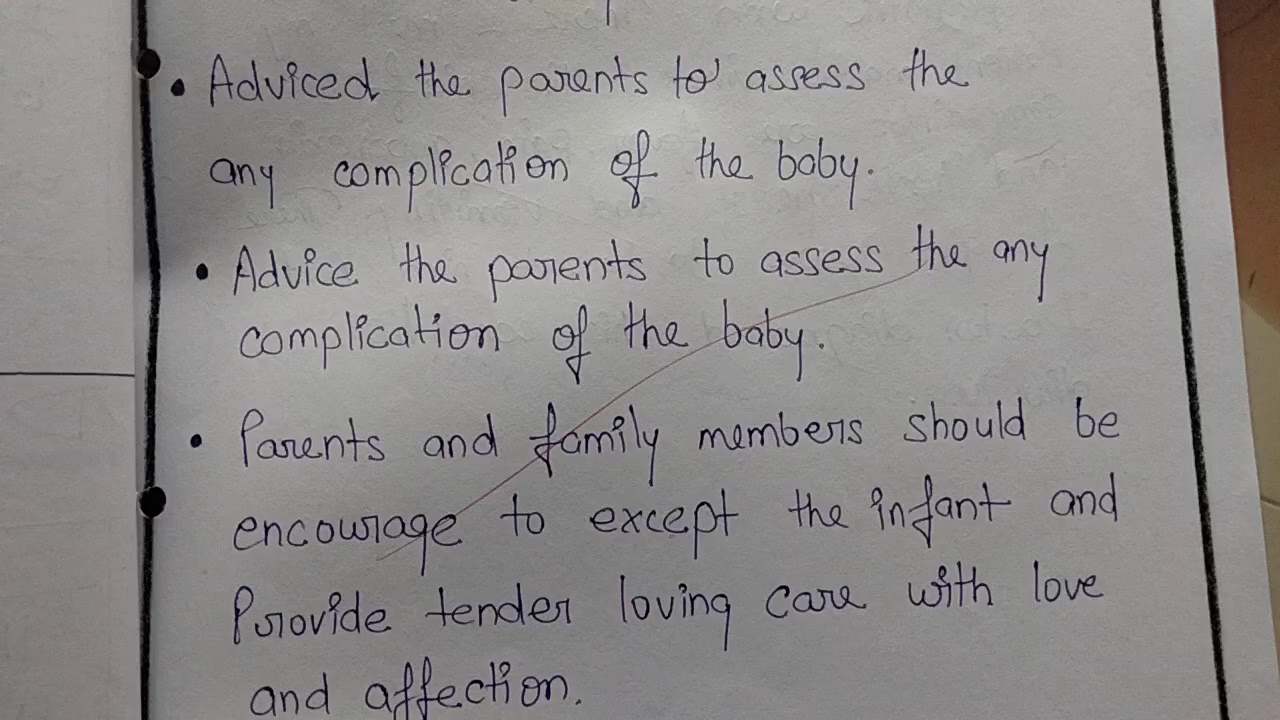 • Adviced the parents to assess the
any complication of the baby.
• Advice the parents to assess the any
complication of the baby.
• Parents and family members should be
encourage to except the infant and
Provide tender loving care with love
and affection.